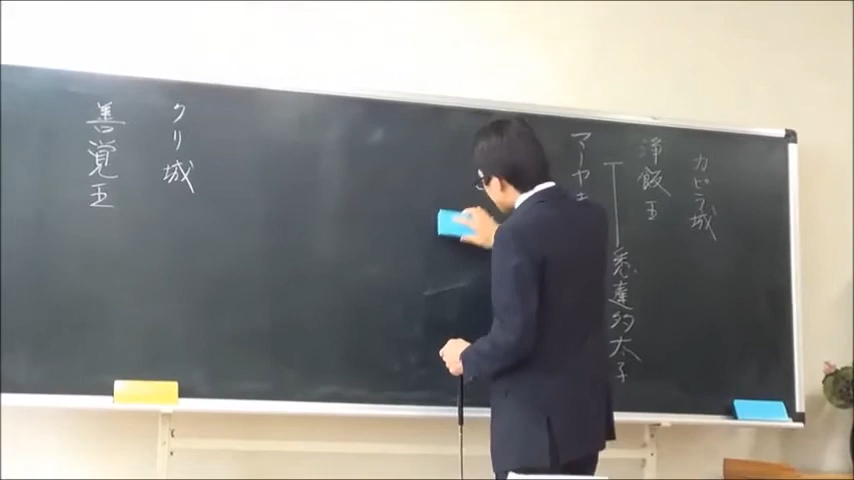 カピラ城
浄飯王
マーヤ
悉達多太子
クリ城
善覚王